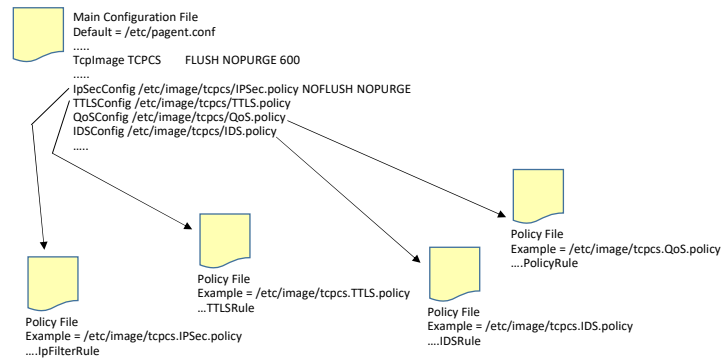 Main Configuration File
Default = /etc/pagent.conf
.....
TcpImage TCPCS FLUSH NOPURGE 600
.....
IpSecConfig /etc/image/tcpcs/IPSec.policy NOFLUSH NOPURGE
TTLSConfig /etc/image/tcpcs/TTLS.policy
QoSConfig /etc/image/tcpcs/QoS.policy
IDSConfig /etc/image/tcpcs/IDS.policy
.....
Policy File
Example = /etc/image/tcpcs.QoS.policy
....PolicyRule
Policy File
Example = /etc/image/tcpcs.TTLS.policy
...TTLSRule
Policy File
Example = /etc/image/tcpcs.IDS.policy
....IDSRule
Policy File
Example = /etc/image/tcpcs.IPSec.policy
....IpFilterRule